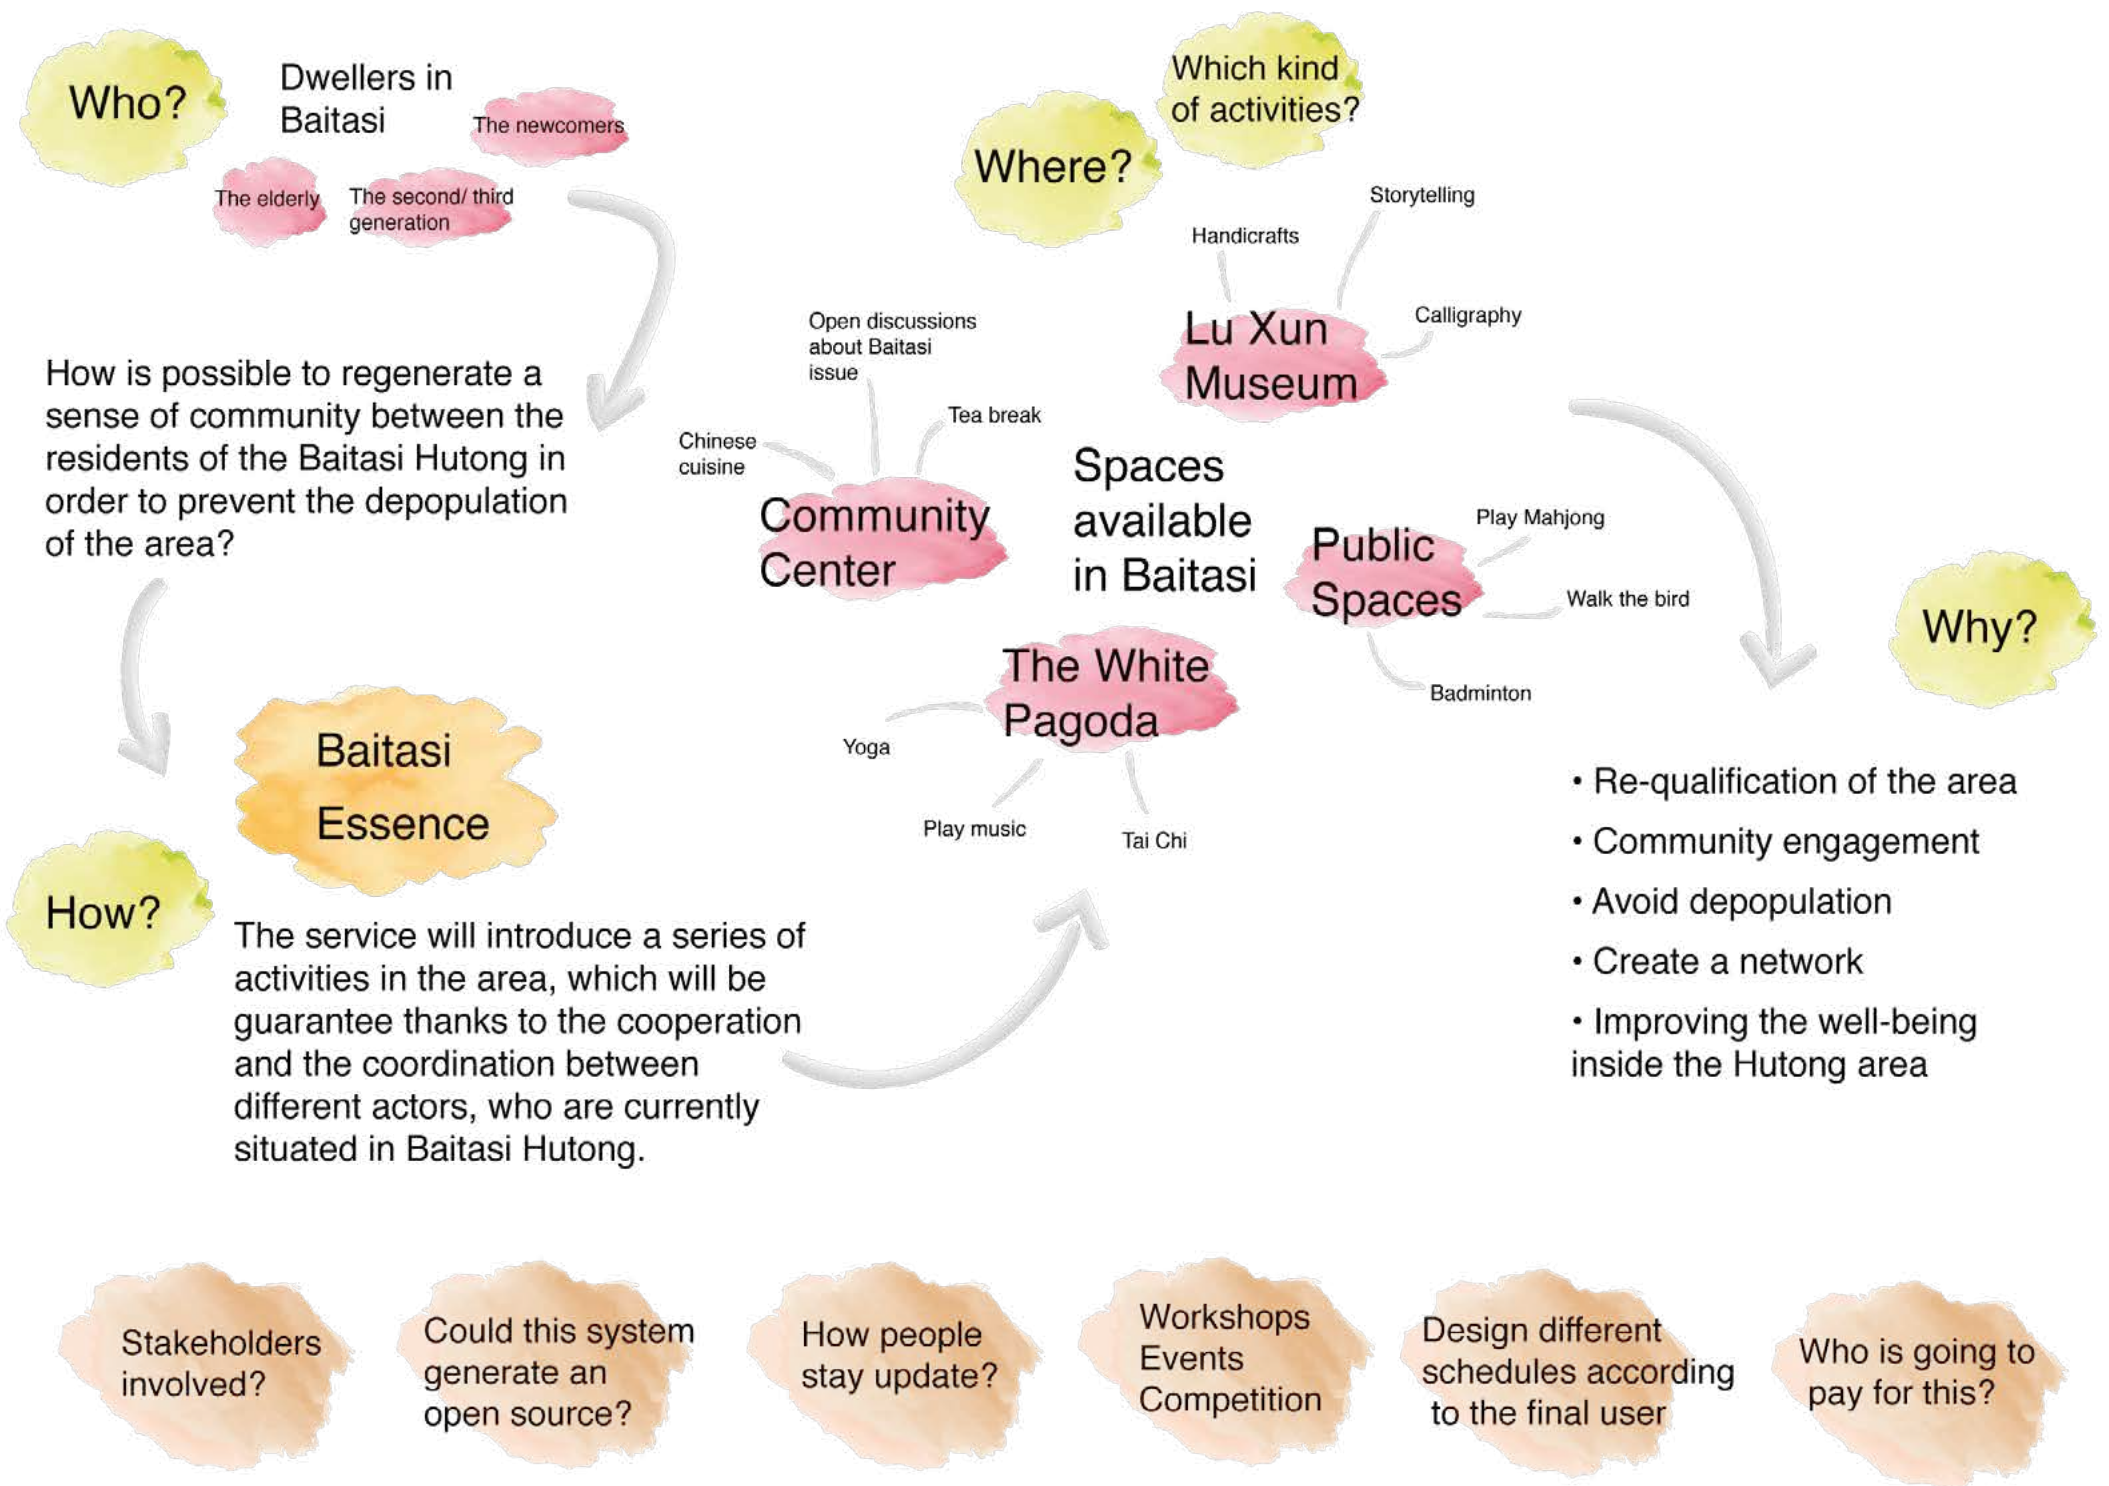 Who?
Dwellers in
Baitasi
The newcomers
The elderly
The second/ third
generation
How is possible to regenerate a
sense of community between the
residents of the Baitasi Hutong in
order to prevent the depopulation
of the area?
Baitasi
Essence
How?
The service will introduce a series of
activities in the area, which will be
guarantee thanks to the cooperation
and the coordination between
different actors, who are currently
situated in Baitasi Hutong.
Which kind
of activities?
Where?
Storytelling
Handicrafts
Calligraphy
Lu Xun
Museum
Open discussions
about Baitasi
issue
Tea break
Chinese
cuisine
Community
Center
Spaces
available
in Baitasi
Public
Spaces
Play Mahjong
Walk the bird
Badminton
The White
Pagoda
Yoga
Play music
Tai Chi
Why?
• Re-qualification of the area
• Community engagement
• Avoid depopulation
• Create a network
• Improving the well-being
inside the Hutong area
Stakeholders
involved?
Could this system
generate an
open source?
How people
stay update?
Workshops
Events
Competition
Design different
schedules according
to the final user
Who is going to
pay for this?